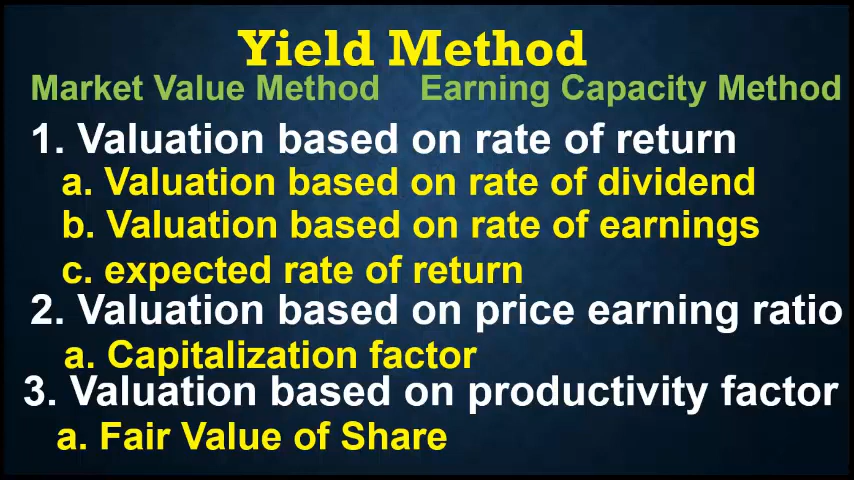 Yield Method
Market Value Method Earning Capacity Method
1. Valuation based on rate of return
a. Valuation based on rate of dividend
b. Valuation based on rate of earnings
c. expected rate of return
2. Valuation based on price earning ratio
a. Capitalization factor
3. Valuation based on productivity factor
a. Fair Value of Share